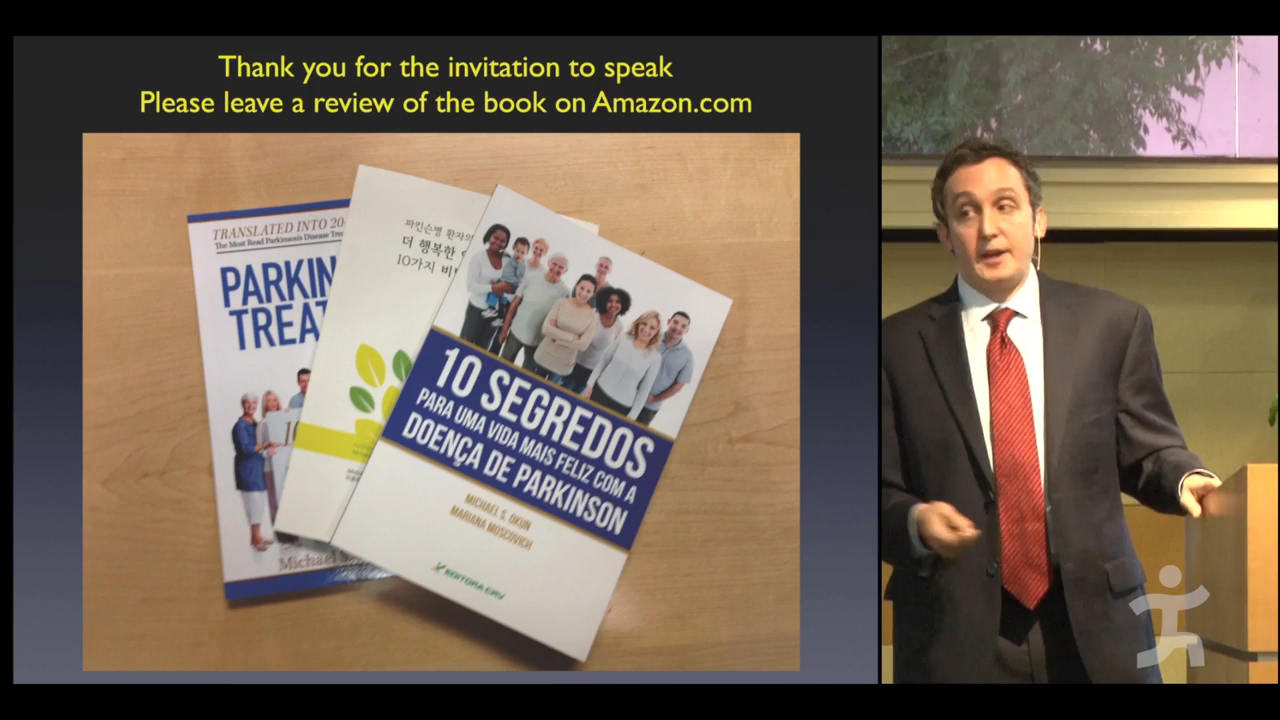 Thank you for the invitation to speak
Please leave a review of the book on Amazon.com
TRANSLATED INTO 20
The Most Read Parkinson's Disease
PARKIN
TREAT
Michael
파킨슨병 환자의
더 행복한
10가지 비
10 SEGREDOS
PARA UMA VIDA MAIS FELIZ COM A
DOENÇA DE PARKINSON
MICHAEL S. OKUN
MARIANA MOSCOVICH
EDITORA CRV